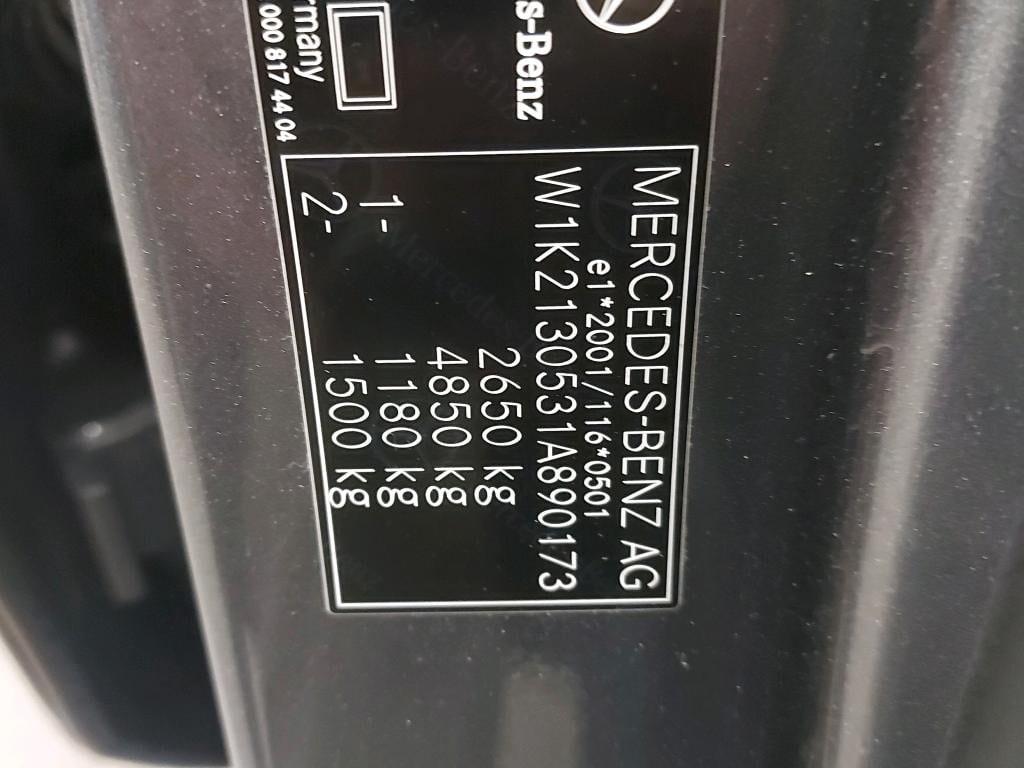 s-Benz
rmany
000 817 44 04
MERCEDES-BENZ AG
e1*2001/116*0501
W1K2130531A890173
2650 kg
4850 kg
1- 1180 kg
2- 1500 kg